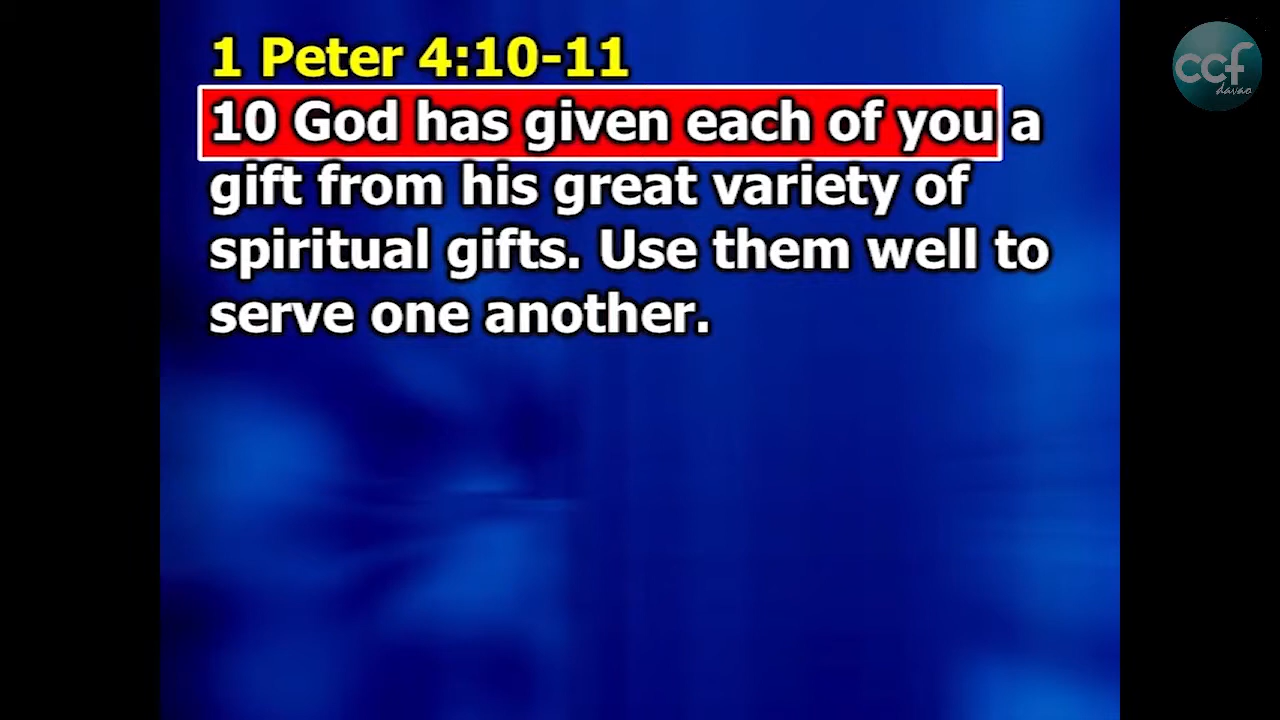 1 Peter 4:10-11
10 God has given each of you a
gift from his great variety of
spiritual gifts. Use them well to
serve one another.
ccf
davao